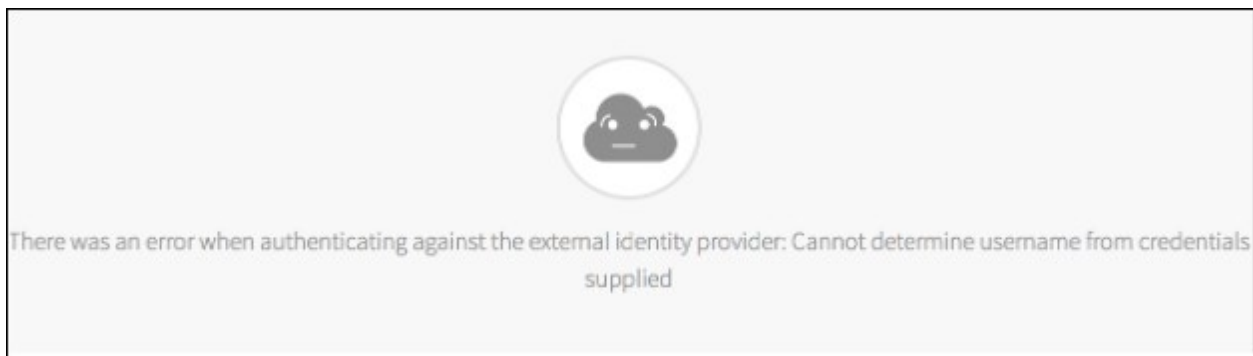 There was an error when authenticating against the external identity provider: Cannot determine username from credentials
supplied